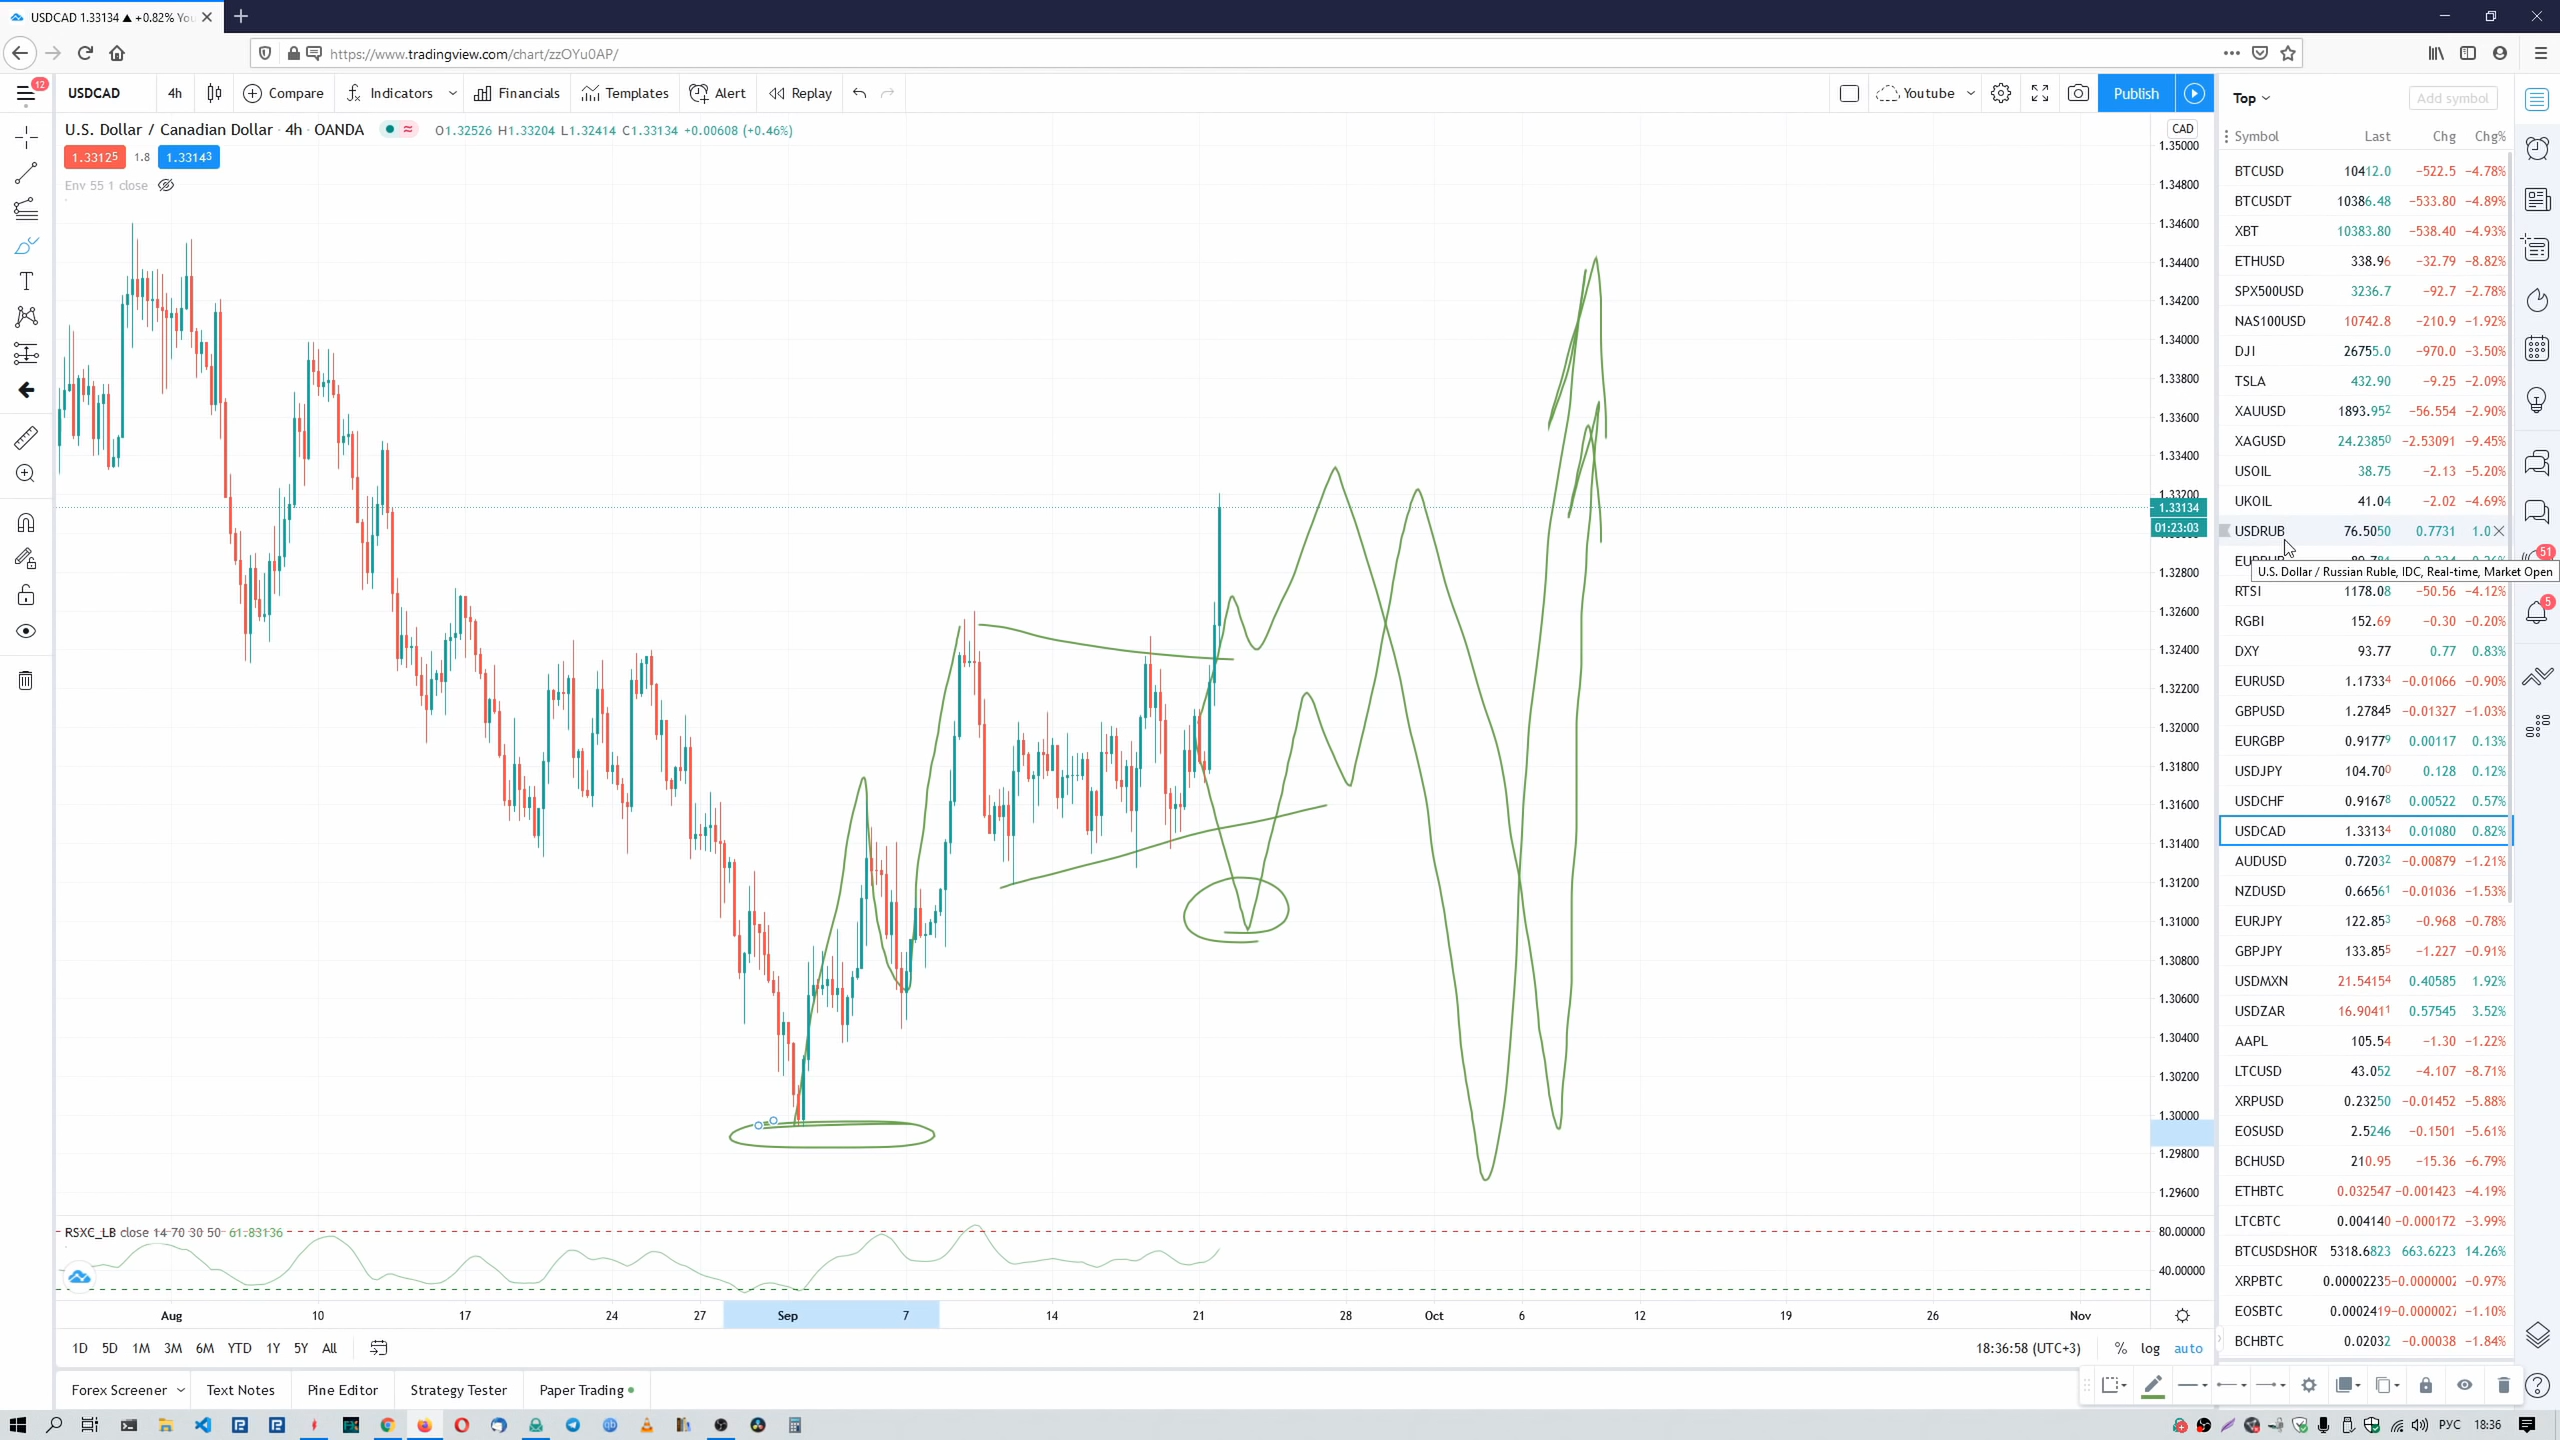 USDCAD 1.33134 ▲ +0.82% You
https://www.tradingview.com/chart/zzOYu0AP/
12
USDCAD 4h Compare Indicators Financials Templates Alert Replay Youtube Publish
U.S. Dollar / Canadian Dollar · 4h · OANDA O1.32526 H1.33204 L1.32414 C1.33134 +0.00608 (+0.46%)
1.33125 1.8 1.33143
Env 55 1 close
CAD
1.35000
1.34800
1.34600
1.34400
1.34200
1.34000
1.33800
1.33600
1.33400
1.33200
1.33134
01:23:03
1.32800
1.32600
1.32400
1.32200
1.32000
1.31800
1.31600
1.31400
1.31200
1.31000
1.30800
1.30600
1.30400
1.30200
1.30000
1.29800
1.29600
RSXC_LB close 14 70 30 50 61.83136
80.00000
40.00000
Aug 10 17 24 27 Sep 7 14 21 28 Oct 6 12 19 26 Nov
1D 5D 1M 3M 6M YTD 1Y 5Y All 18:36:58 (UTC+3) % log auto
Forex Screener Text Notes Pine Editor Strategy Tester Paper Trading
Top Add symbol
Symbol Last Chg Chg%
BTCUSD 10412.0 −522.5 −4.78%
BTCUSDT 10386.48 −533.80 −4.89%
XBT 10383.80 −538.40 −4.93%
ETHUSD 338.96 −32.79 −8.82%
SPX500USD 3236.7 −92.7 −2.78%
NAS100USD 10742.8 −210.9 −1.92%
DJI 26755.0 −970.0 −3.50%
TSLA 432.90 −9.25 −2.09%
XAUUSD 1893.952 −56.554 −2.90%
XAGUSD 24.23850 −2.53091 −9.45%
USOIL 38.75 −2.13 −5.20%
UKOIL 41.04 −2.02 −4.69%
USDRUB 76.5050 0.7731 1.0
U.S. Dollar / Russian Ruble, IDC, Real-time, Market Open
RTSI 1178.08 −50.56 −4.12%
RGBI 152.69 −0.30 −0.20%
DXY 93.77 0.77 0.83%
EURUSD 1.17334 −0.01066 −0.90%
GBPUSD 1.27845 −0.01327 −1.03%
EURGBP 0.91779 0.00117 0.13%
USDJPY 104.700 0.128 0.12%
USDCHF 0.91678 0.00522 0.57%
USDCAD 1.33134 0.01080 0.82%
AUDUSD 0.72032 −0.00879 −1.21%
NZDUSD 0.66561 −0.01036 −1.53%
EURJPY 122.853 −0.968 −0.78%
GBPJPY 133.855 −1.227 −0.91%
USDMXN 21.54154 0.40585 1.92%
USDZAR 16.90411 0.57545 3.52%
AAPL 105.54 −1.30 −1.22%
LTCUSD 43.052 −4.107 −8.71%
XRPUSD 0.23250 −0.01452 −5.88%
EOSUSD 2.5246 −0.1501 −5.61%
BCHUSD 210.95 −15.36 −6.79%
ETHBTC 0.032547 −0.001423 −4.19%
LTCBTC 0.004140 −0.000172 −3.99%
BTCUSDSHOR 5318.6823 663.6223 14.26%
XRPBTC 0.00002235 −0.0000002 −0.97%
EOSBTC 0.0002419 −0.0000027 −1.10%
BCHBTC 0.02032 −0.00038 −1.84%
51
5
РУС 18:36